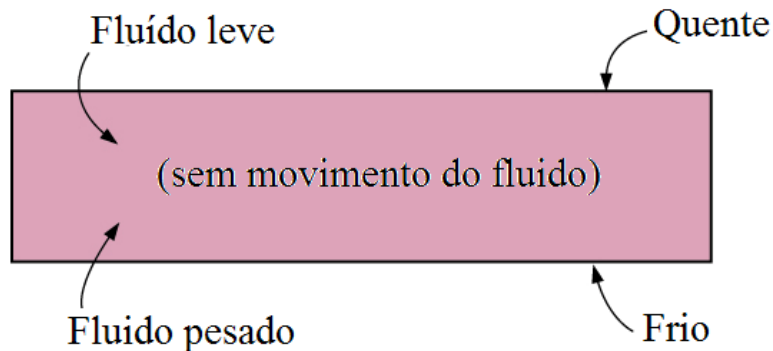 Fluído leve
Quente
(sem movimento do fluido)
Fluido pesado
Frio